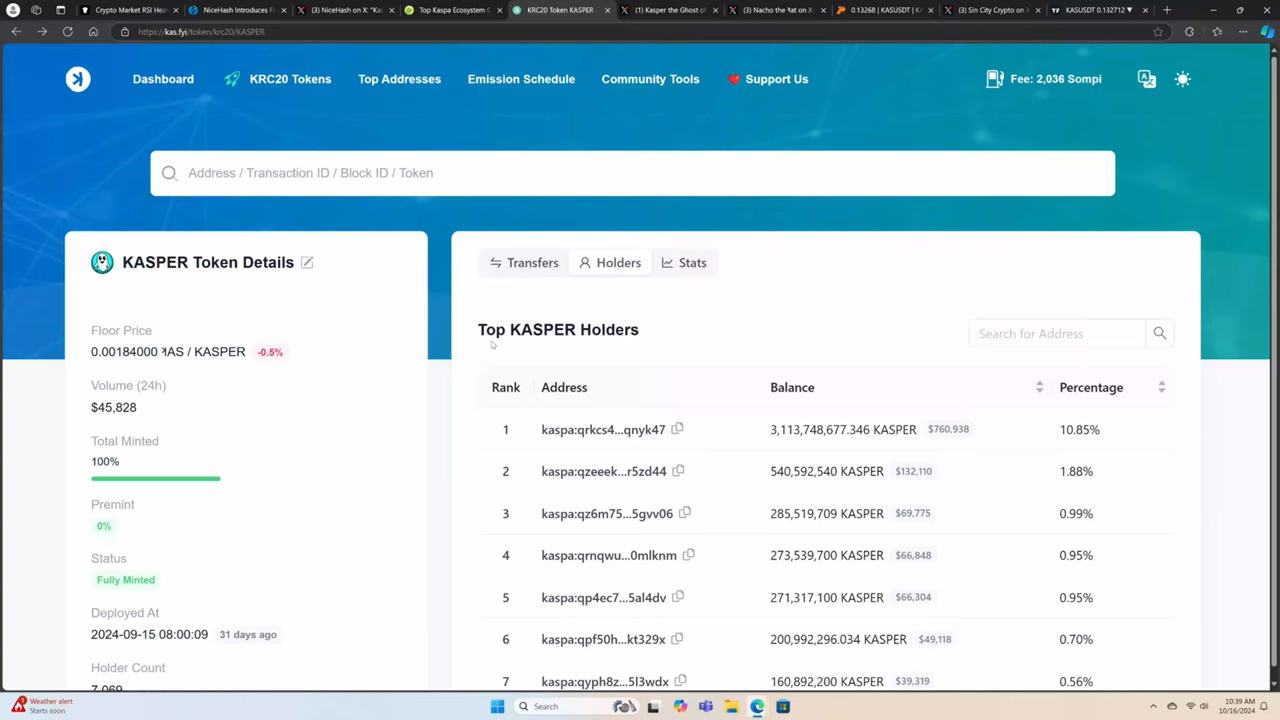 Crypto Market RSI Hea
NiceHash Introduces F
(3) NiceHash on X: "Kas
Top Kaspa Ecosystem C
KRC20 Token KASPER
(1) Kasper the Ghost of
(3) Nacho the 𐤊at on X
0.13268 | KASUSDT | Ka
(3) Sin City Crypto on X
KASUSDT 0.132712 ▼
https://kas.fyi/token/krc20/KASPER
Dashboard
KRC20 Tokens
Top Addresses
Emission Schedule
Community Tools
Support Us
Fee: 2,036 Sompi
Address / Transaction ID / Block ID / Token
KASPER Token Details
Floor Price
0.00184000 KAS / KASPER -0.5%
Volume (24h)
$45,828
Total Minted
100%
Premint
0%
Status
Fully Minted
Deployed At
2024-09-15 08:00:09 31 days ago
Holder Count
7,069
Transfers
Holders
Stats
Top KASPER Holders
Search for Address
Rank Address Balance Percentage
1 kaspa:qrkcs4...qnyk47 3,113,748,677.346 KASPER $760,938 10.85%
2 kaspa:qzeeek...r5zd44 540,592,540 KASPER $132,110 1.88%
3 kaspa:qz6m75...5gvv06 285,519,709 KASPER $69,775 0.99%
4 kaspa:qrnqwu...0mlknm 273,539,700 KASPER $66,848 0.95%
5 kaspa:qp4ec7...5al4dv 271,317,100 KASPER $66,304 0.95%
6 kaspa:qpf50h...kt329x 200,992,296.034 KASPER $49,118 0.70%
7 kaspa:qyph8z...5l3wdx 160,892,200 KASPER $39,319 0.56%
Weather alert
Starts soon
Search
10:39 AM
10/16/2024